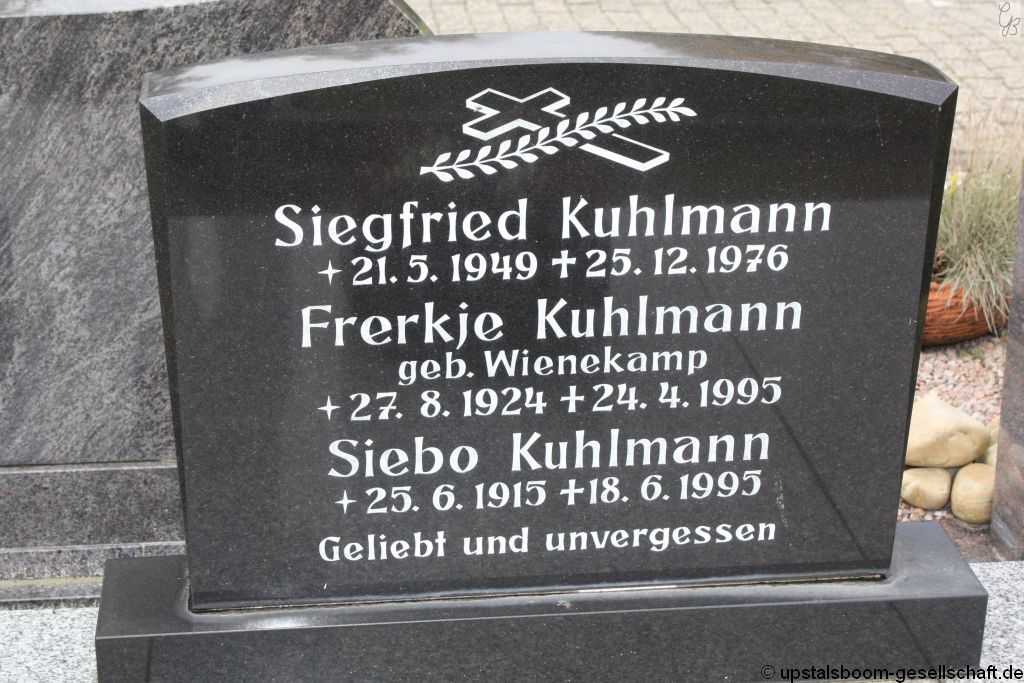 Siegfried Kuhlmann
+ 21. 5. 1949 ✝ 25. 12. 1976
Frerkje Kuhlmann
geb. Wienekamp
+ 27. 8. 1924 ✝ 24. 4. 1995
Siebo Kuhlmann
+ 25. 6. 1915 ✝ 18. 6. 1995
Geliebt und unvergessen
© upstalsboom-gesellschaft.de